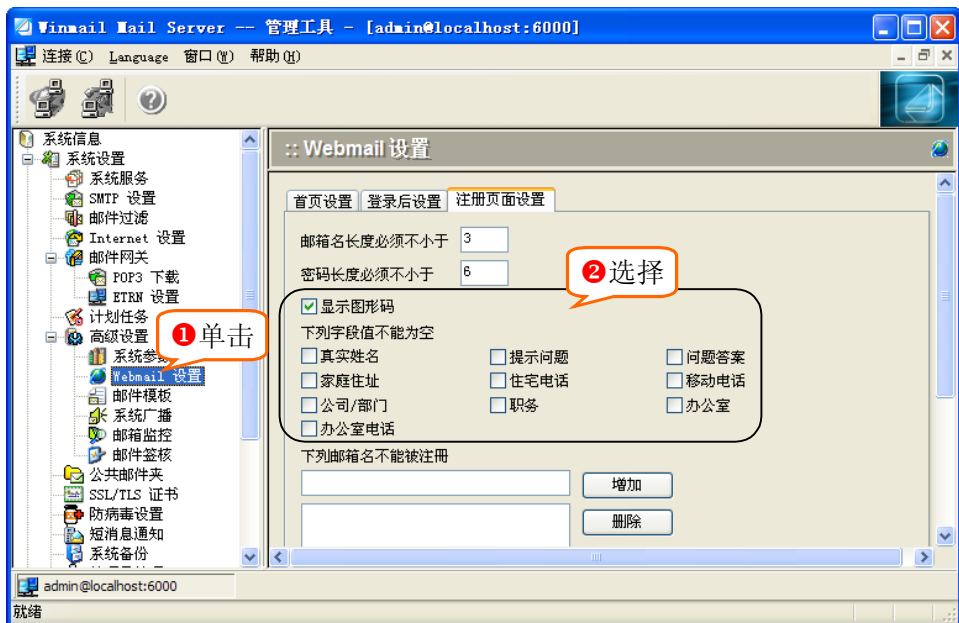 Winmail Mail Server -- 管理工具 - [admin@localhost:6000]
连接(C) Language 窗口(W) 帮助(H)
系统信息
系统设置
系统服务
SMTP 设置
邮件过滤
Internet 设置
邮件网关
POP3 下载
ETRN 设置
计划任务
高级设置
系统参数
Webmail 设置
邮件模板
系统广播
邮箱监控
邮件签核
公共邮件夹
SSL/TLS 证书
防病毒设置
短消息通知
系统备份
❶单击
:: Webmail 设置
首页设置 登录后设置 注册页面设置
邮箱名长度必须不小于 3
密码长度必须不小于 6
❷选择
显示图形码
下列字段值不能为空
真实姓名 提示问题 问题答案
家庭住址 住宅电话 移动电话
公司/部门 职务 办公室
办公室电话
下列邮箱名不能被注册
增加
删除
admin@localhost:6000
就绪